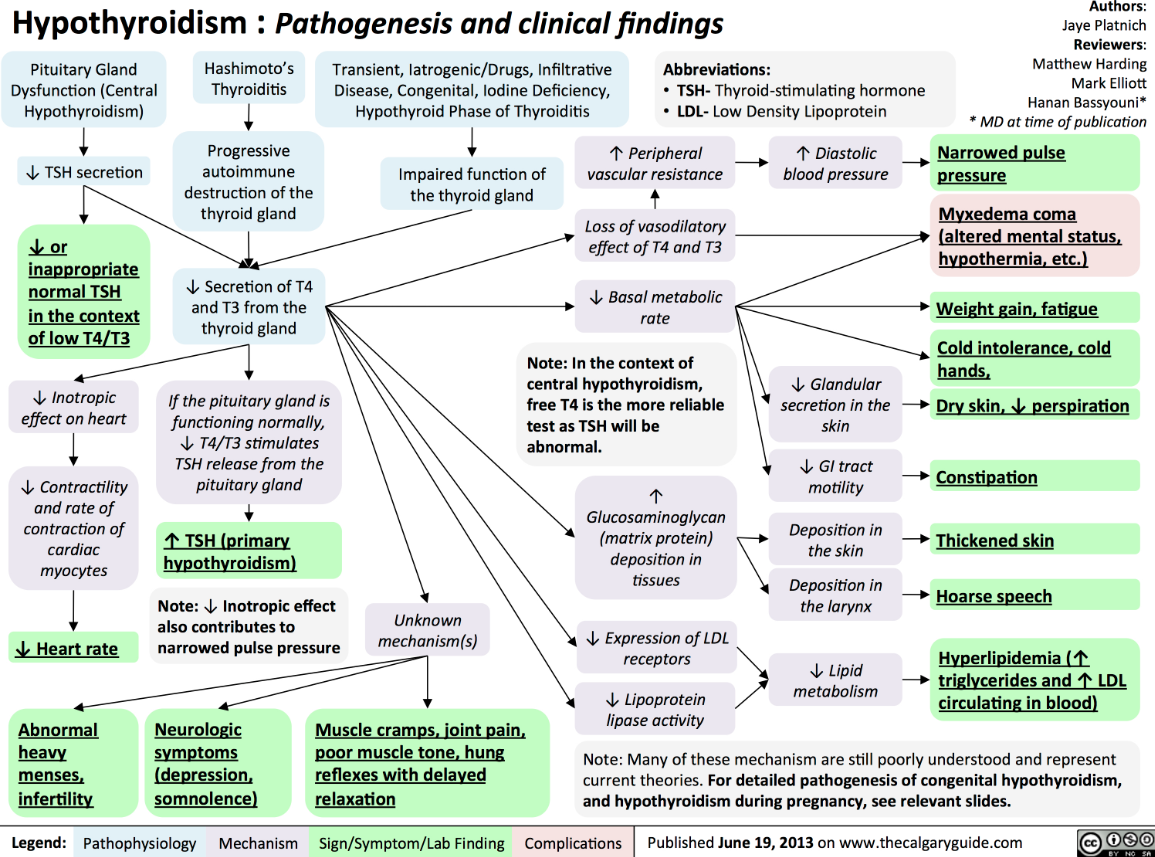 Hypothyroidism : Pathogenesis and clinical findings
Authors:
Jaye Platnich
Reviewers:
Matthew Harding
Mark Elliott
Hanan Bassyouni*
* MD at time of publication
Pituitary Gland
Dysfunction (Central
Hypothyroidism)
Hashimoto's
Thyroiditis
Transient, Iatrogenic/Drugs, Infiltrative
Disease, Congenital, Iodine Deficiency,
Hypothyroid Phase of Thyroiditis
Abbreviations:
• TSH- Thyroid-stimulating hormone
• LDL- Low Density Lipoprotein
↓ TSH secretion
Progressive
autoimmune
destruction of the
thyroid gland
Impaired function of
the thyroid gland
↑ Peripheral
vascular resistance
↑ Diastolic
blood pressure
Narrowed pulse
pressure
Loss of vasodilatory
effect of T4 and T3
Myxedema coma
(altered mental status,
hypothermia, etc.)
↓ or
inappropriate
normal TSH
in the context
of low T4/T3
↓ Secretion of T4
and T3 from the
thyroid gland
↓ Basal metabolic
rate
Weight gain, fatigue
Cold intolerance, cold
hands,
Note: In the context of
central hypothyroidism,
free T4 is the more reliable
test as TSH will be
abnormal.
↓ Glandular
secretion in the
skin
Dry skin, ↓ perspiration
↓ Inotropic
effect on heart
If the pituitary gland is
functioning normally,
↓ T4/T3 stimulates
TSH release from the
pituitary gland
↓ GI tract
motility
Constipation
↓ Contractility
and rate of
contraction of
cardiac
myocytes
↑ TSH (primary
hypothyroidism)
↑
Glucosaminoglycan
(matrix protein)
deposition in
tissues
Deposition in
the skin
Thickened skin
Deposition in
the larynx
Hoarse speech
Note: ↓ Inotropic effect
also contributes to
narrowed pulse pressure
Unknown
mechanism(s)
↓ Heart rate
↓ Expression of LDL
receptors
↓ Lipoprotein
lipase activity
↓ Lipid
metabolism
Hyperlipidemia (↑
triglycerides and ↑ LDL
circulating in blood)
Abnormal
heavy
menses,
infertility
Neurologic
symptoms
(depression,
somnolence)
Muscle cramps, joint pain,
poor muscle tone, hung
reflexes with delayed
relaxation
Note: Many of these mechanism are still poorly understood and represent
current theories. For detailed pathogenesis of congenital hypothyroidism,
and hypothyroidism during pregnancy, see relevant slides.
Legend: Pathophysiology Mechanism Sign/Symptom/Lab Finding Complications
Published June 19, 2013 on www.thecalgaryguide.com
cc BY NC SA